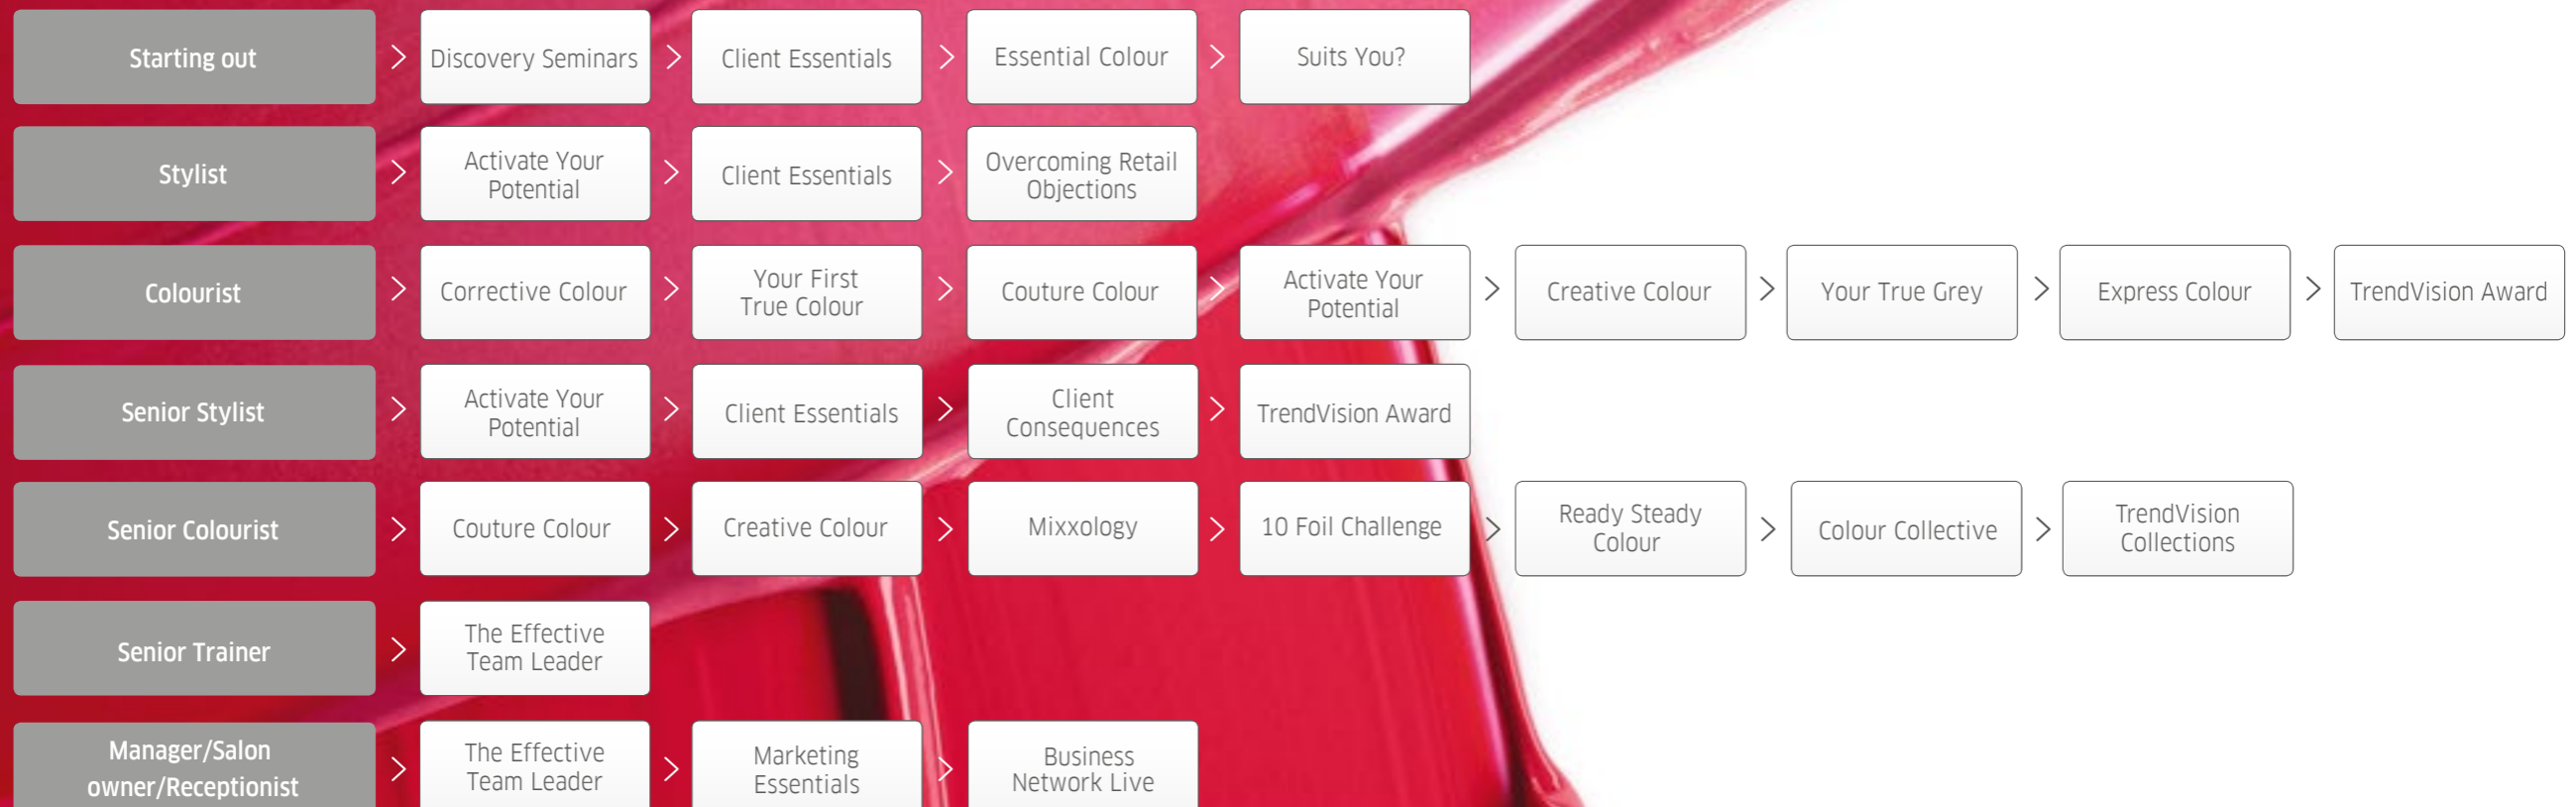 Starting out
Discovery Seminars
Client Essentials
Essential Colour
Suits You?
Stylist
Activate Your
Potential
Client Essentials
Overcoming Retail
Objections
Colourist
Corrective Colour
Your First
True Colour
Couture Colour
Activate Your
Potential
Creative Colour
Your True Grey
Express Colour
TrendVision Award
Senior Stylist
Activate Your
Potential
Client Essentials
Client
Consequences
TrendVision Award
Senior Colourist
Couture Colour
Creative Colour
Mixxology
10 Foil Challenge
Ready Steady
Colour
Colour Collective
TrendVision
Collections
Senior Trainer
The Effective
Team Leader
Manager/Salon
owner/Receptionist
The Effective
Team Leader
Marketing
Essentials
Business
Network Live